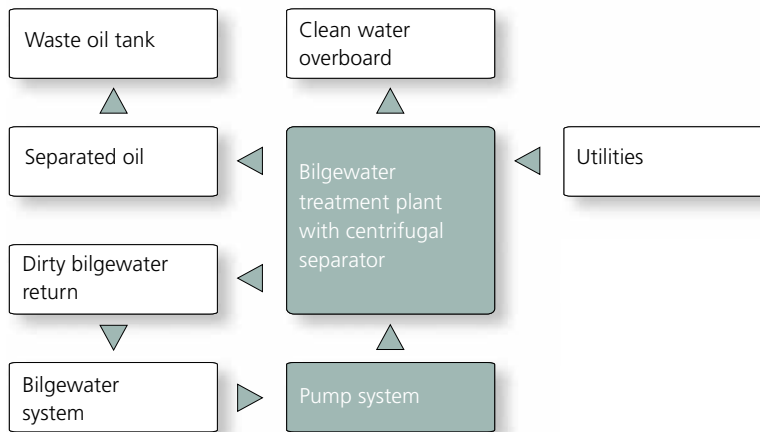 Waste oil tank
Clean water
overboard
Separated oil
Bilgewater
treatment plant
with centrifugal
separator
Utilities
Dirty bilgewater
return
Bilgewater
system
Pump system